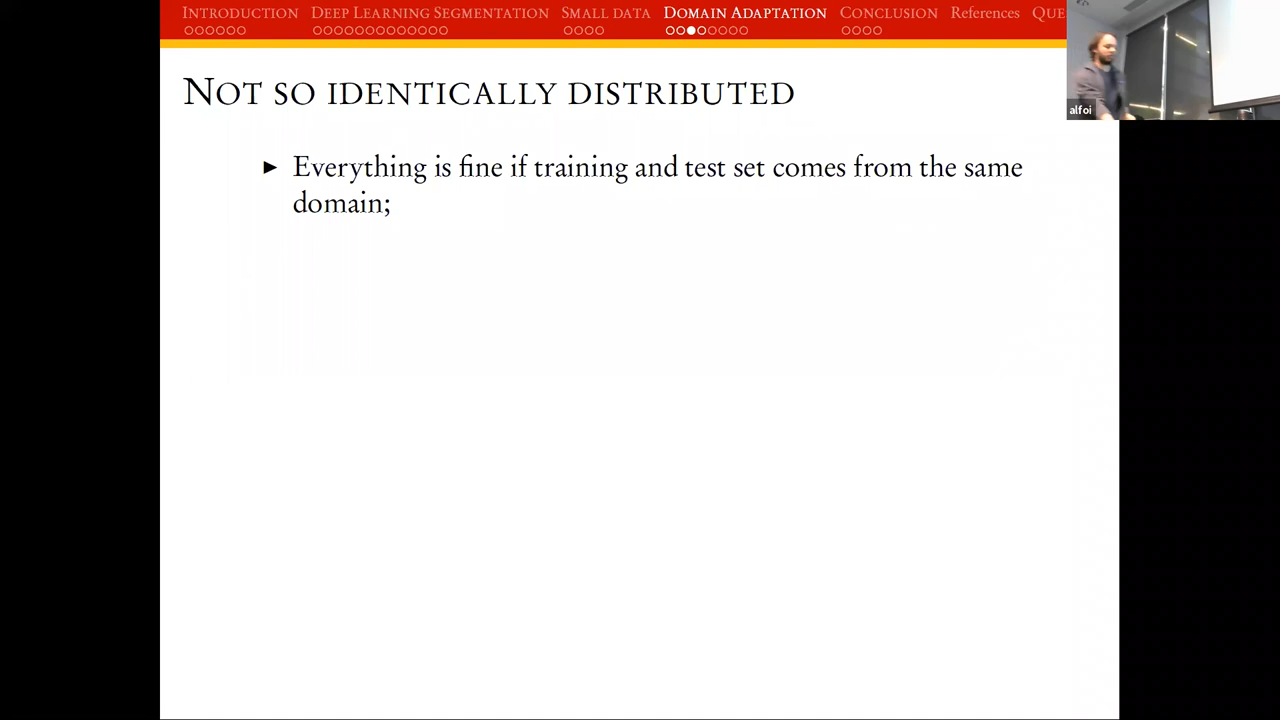 INTRODUCTION DEEP LEARNING SEGMENTATION SMALL DATA DOMAIN ADAPTATION CONCLUSION References QUE
NOT SO IDENTICALLY DISTRIBUTED
► Everything is fine if training and test set comes from the same
domain;
alfoi